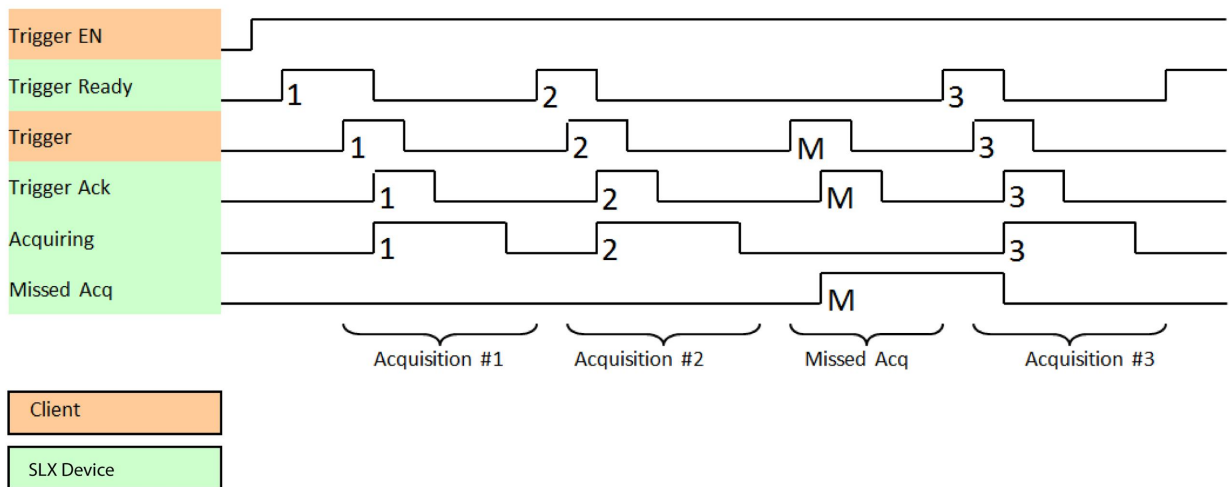 Trigger EN
Trigger Ready
1
2
3
Trigger
1
2
M
3
Trigger Ack
1
2
M
3
Acquiring
1
2
3
Missed Acq
M
Acquisition #1
Acquisition #2
Missed Acq
Acquisition #3
Client
SLX Device